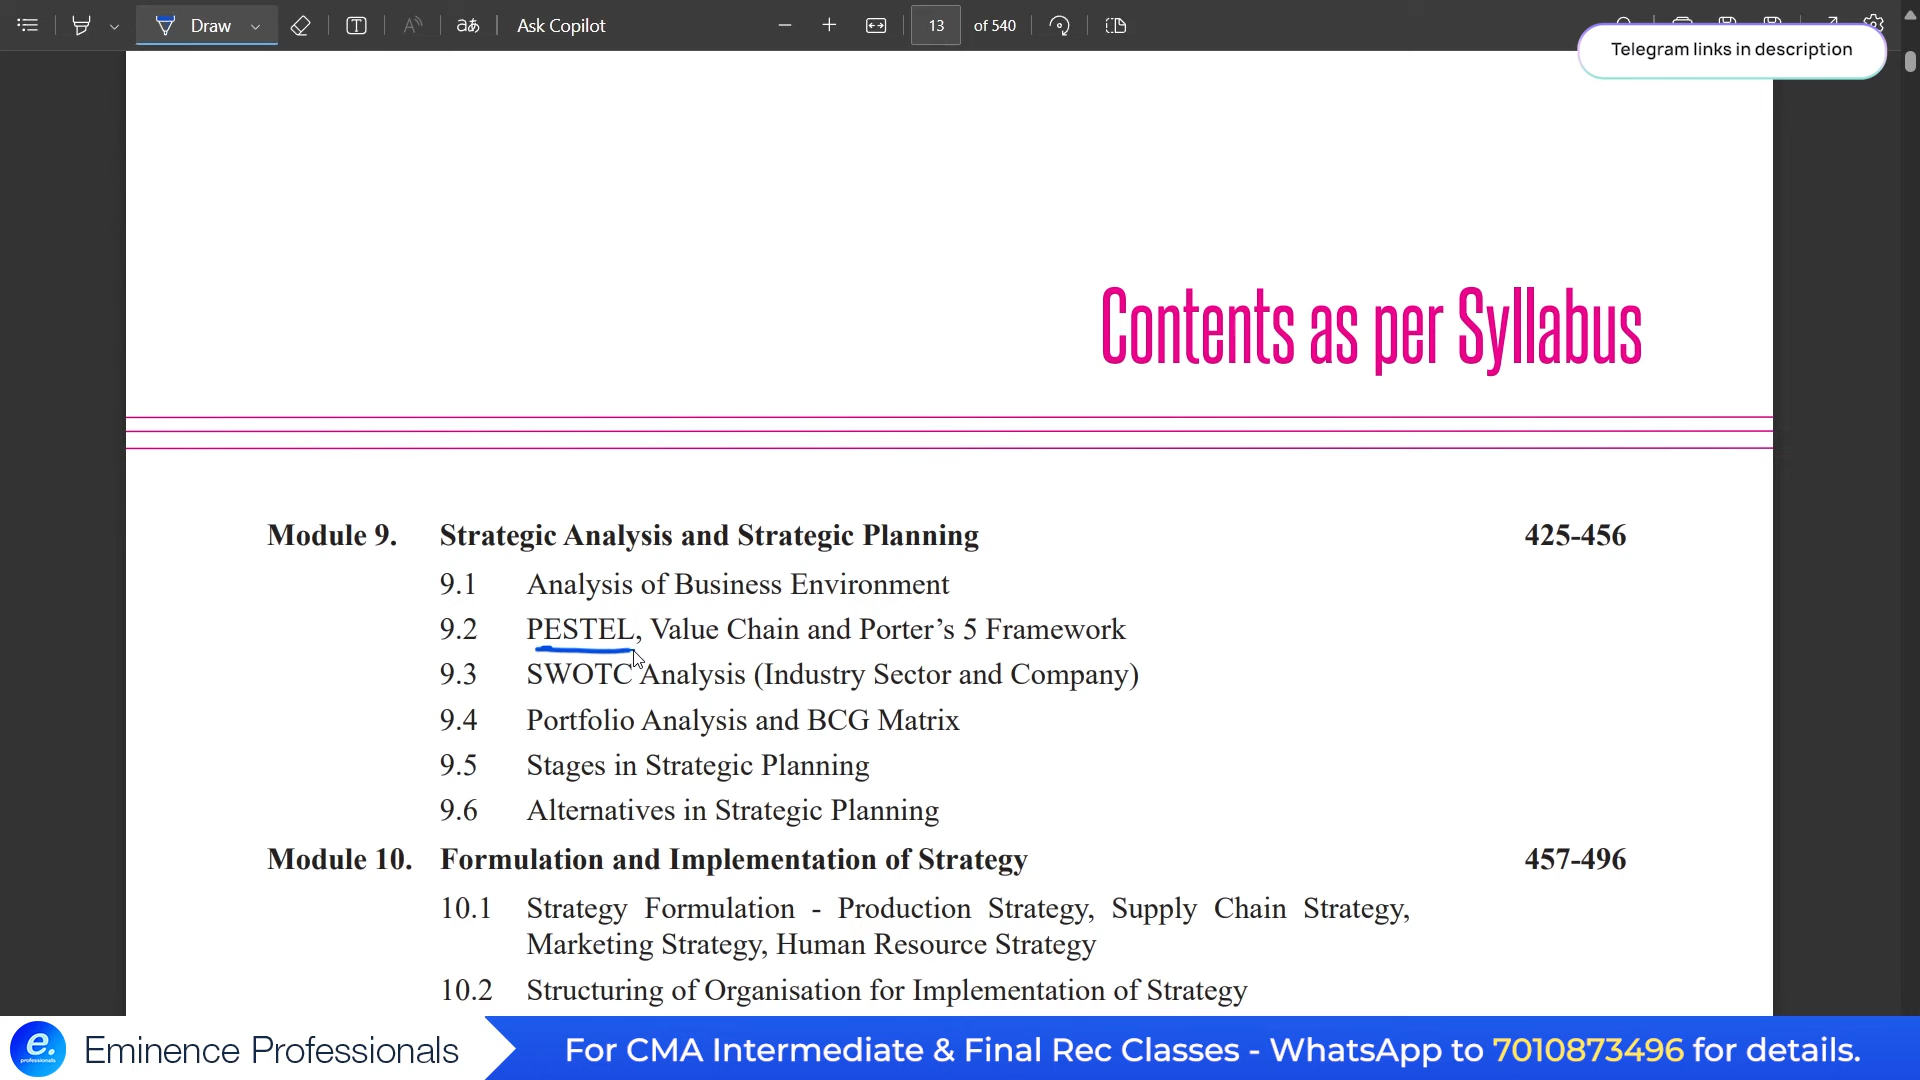 Draw
Ask Copilot
13 of 540
Telegram links in description
Contents as per Syllabus
Module 9. Strategic Analysis and Strategic Planning 425-456
9.1 Analysis of Business Environment
9.2 PESTEL, Value Chain and Porter’s 5 Framework
9.3 SWOTC Analysis (Industry Sector and Company)
9.4 Portfolio Analysis and BCG Matrix
9.5 Stages in Strategic Planning
9.6 Alternatives in Strategic Planning
Module 10. Formulation and Implementation of Strategy 457-496
10.1 Strategy Formulation - Production Strategy, Supply Chain Strategy,
Marketing Strategy, Human Resource Strategy
10.2 Structuring of Organisation for Implementation of Strategy
e.
professionals
Eminence Professionals
For CMA Intermediate & Final Rec Classes - WhatsApp to 7010873496 for details.